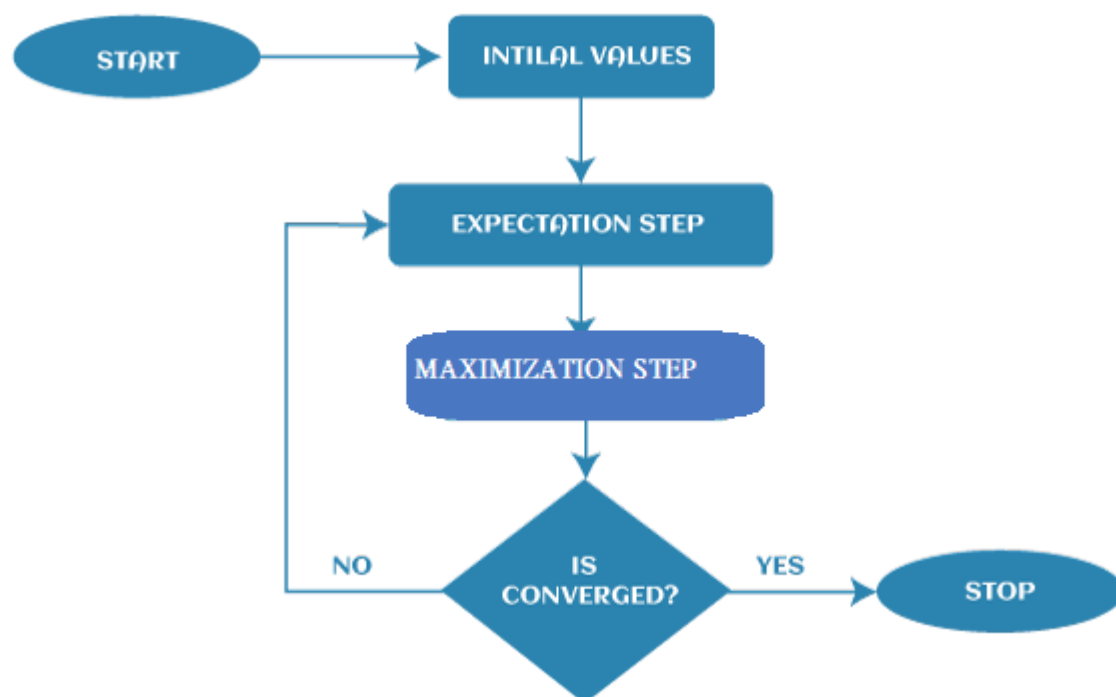 START
INTILAL VALUES
EXPECTATION STEP
MAXIMIZATION STEP
NO
IS
CONVERGED?
YES
STOP